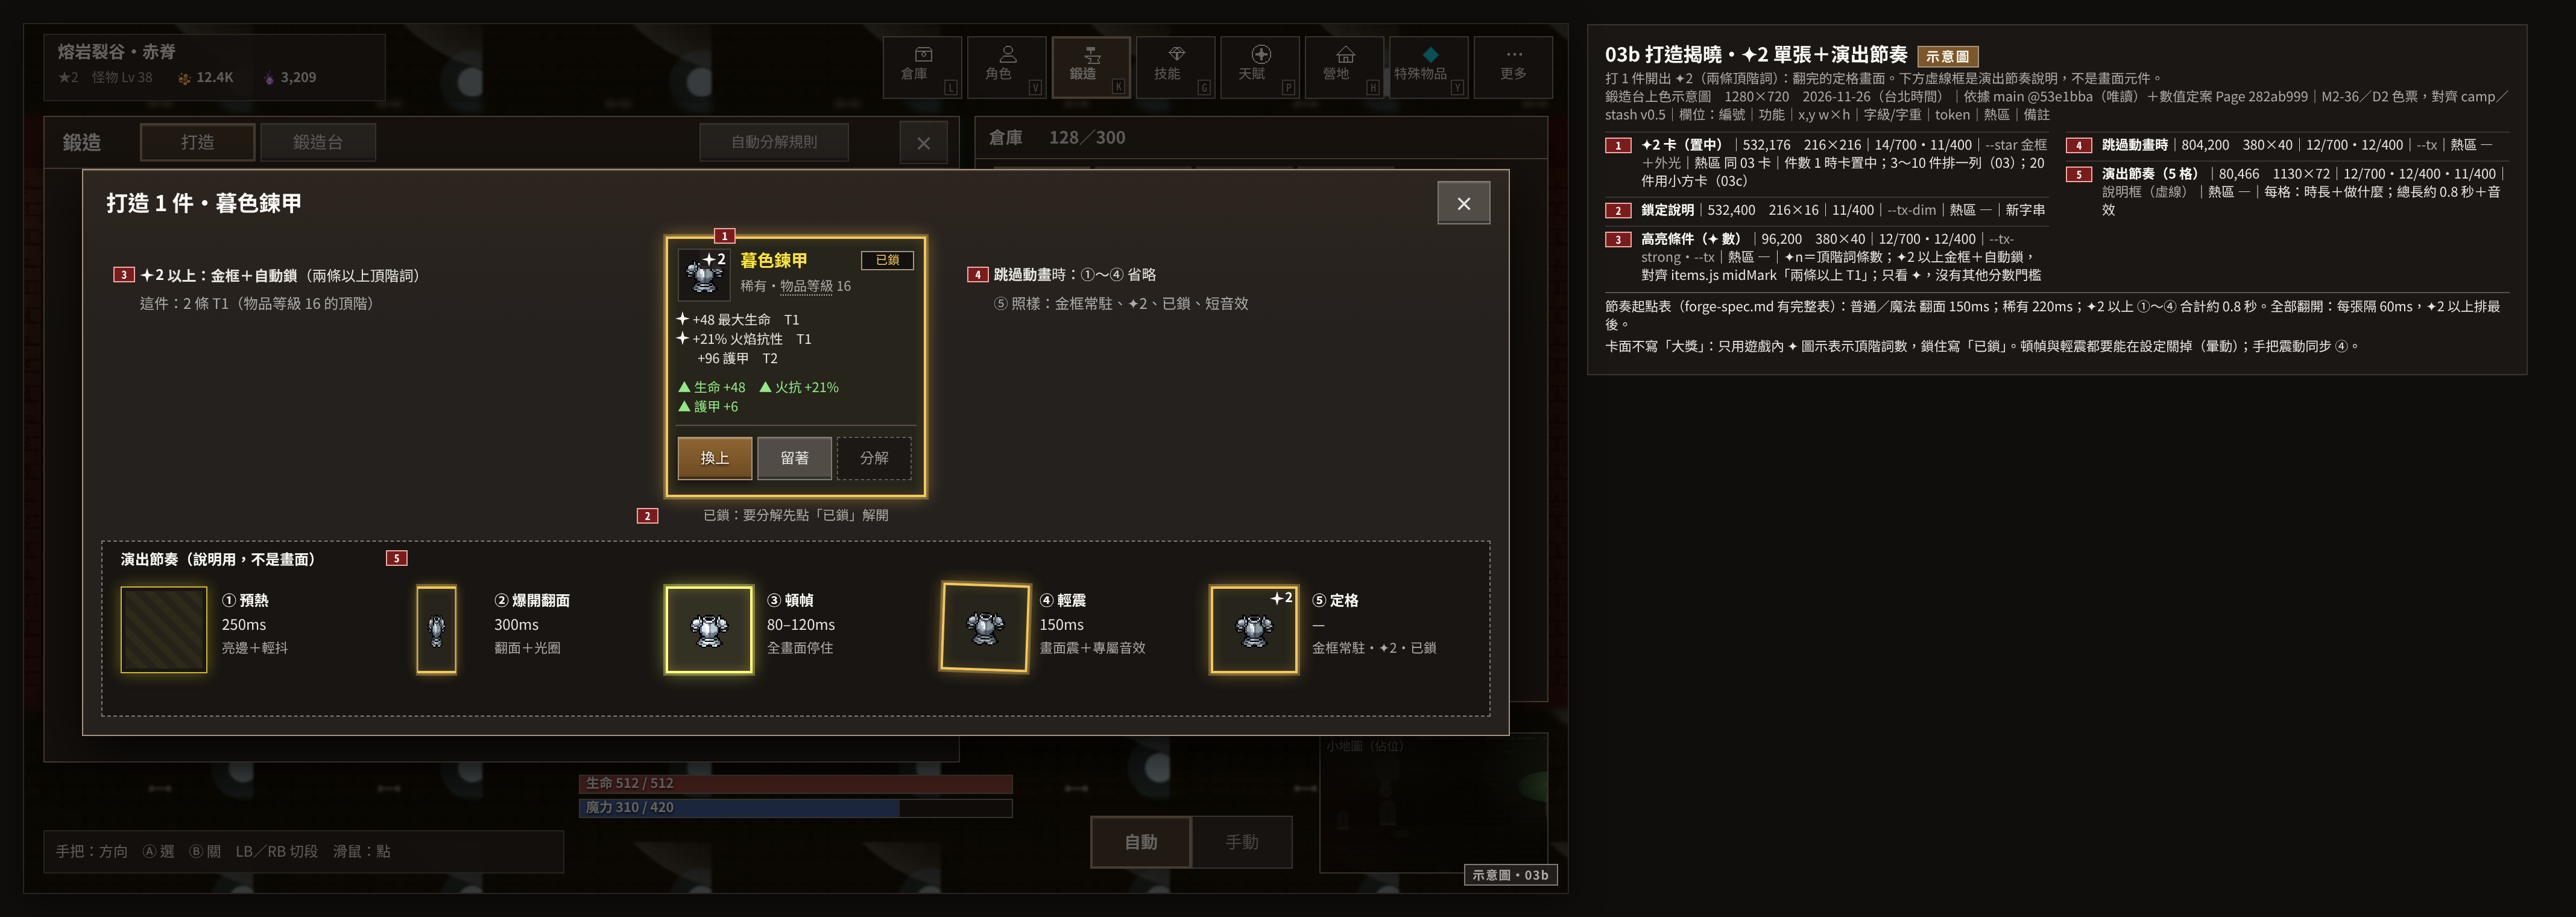 熔岩裂谷・赤脊
★2 怪物 Lv 38 12.4K 3,209
倉庫 L
角色 V
鍛造 K
技能 G
天賦 P
營地 H
特殊物品 Y
更多
鍛造 打造 鍛造台 自動分解規則 ×
倉庫 128／300
打造 1 件・暮色鍊甲 ×
3 ✦2 以上：金框＋自動鎖（兩條以上頂階詞）
這件：2 條 T1（物品等級 16 的頂階）
1
✦2 暮色鍊甲 已鎖
稀有・物品等級 16
✦ +48 最大生命 T1
✦ +21% 火焰抗性 T1
+96 護甲 T2
▲ 生命 +48 ▲ 火抗 +21%
▲ 護甲 +6
換上 留著 分解
2 已鎖：要分解先點「已鎖」解開
4 跳過動畫時：①～④ 省略
⑤ 照樣：金框常駐、✦2、已鎖、短音效
演出節奏（說明用，不是畫面） 5
① 預熱
250ms
亮邊＋輕抖
② 爆開翻面
300ms
翻面＋光圈
③ 頓幀
80–120ms
全畫面停住
④ 輕震
150ms
畫面震＋專屬音效
✦2
⑤ 定格
—
金框常駐・✦2・已鎖
小地圖（佔位）
生命 512 / 512
魔力 310 / 420
手把：方向 Ⓐ 選 Ⓑ 關 LB／RB 切段 滑鼠：點
自動 手動
示意圖・03b
03b 打造揭曉・✦2 單張＋演出節奏 示意圖
打 1 件開出 ✦2（兩條頂階詞）：翻完的定格畫面。下方虛線框是演出節奏說明，不是畫面元件。
鍛造台上色示意圖 1280×720 2026-11-26（台北時間）｜依據 main @53e1bba（唯讀）＋數值定案 Page 282ab999｜M2-36／D2 色票，對齊 camp／
stash v0.5｜欄位：編號｜功能｜x,y w×h｜字級/字重｜token｜熱區｜備註
1 ✦2 卡（置中）｜532,176 216×216｜14/700・11/400｜--star 金框
＋外光｜熱區 同 03 卡｜件數 1 時卡置中；3～10 件排一列（03）；20
件用小方卡（03c）
2 鎖定說明｜532,400 216×16｜11/400｜--tx-dim｜熱區 —｜新字串
3 高亮條件（✦ 數）｜96,200 380×40｜12/700・12/400｜--tx-
strong・--tx｜熱區 —｜✦n＝頂階詞條數；✦2 以上金框＋自動鎖，
對齊 items.js midMark「兩條以上 T1」；只看 ✦，沒有其他分數門檻
4 跳過動畫時｜804,200 380×40｜12/700・12/400｜--tx｜熱區 —
5 演出節奏（5 格）｜80,466 1130×72｜12/700・12/400・11/400｜
說明框（虛線）｜熱區 —｜每格：時長＋做什麼；總長約 0.8 秒＋音
效
節奏起點表（forge-spec.md 有完整表）：普通／魔法 翻面 150ms；稀有 220ms；✦2 以上 ①～④ 合計約 0.8 秒。全部翻開：每張隔 60ms，✦2 以上排最
後。
卡面不寫「大獎」：只用遊戲內 ✦ 圖示表示頂階詞數，鎖住寫「已鎖」。頓幀與輕震都要能在設定關掉（暈動）；手把震動同步 ④。